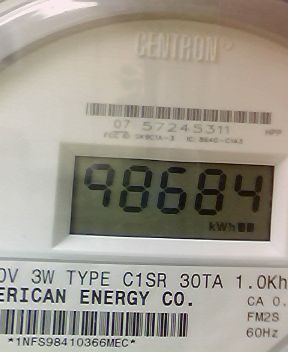 CENTRON
07 57245311
HPP
98684
kWh
0V 3W TYPE C1SR 30TA 1.0Kh
ERICAN ENERGY CO.
CA 0.
FM2S
60Hz
*1NFS98410366MEC*